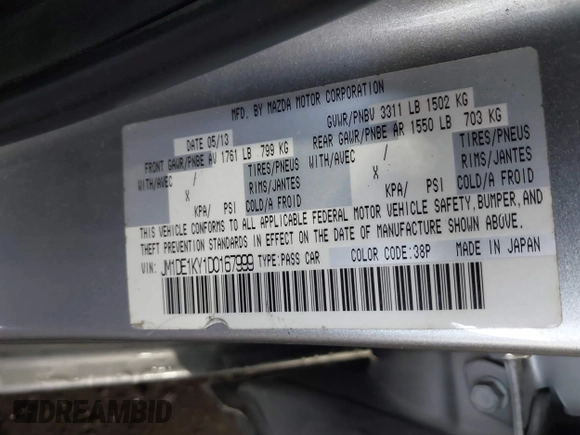 MFD. BY MAZDA MOTOR CORPORATION
DATE 05/13 GVWR/PNBV 3311 LB 1502 KG
FRONT GAWR/PNBE AV 1761 LB 799 KG REAR GAWR/PNBE AR 1550 LB 703 KG
WITH/AVEC / TIRES/PNEUS WITH/AVEC / TIRES/PNEUS
X RIMS/JANTES X RIMS/JANTES
KPA/ PSI COLD/A FROID KPA/ PSI COLD/A FROID
THIS VEHICLE CONFORMS TO ALL APPLICABLE FEDERAL MOTOR VEHICLE SAFETY, BUMPER, AND
THEFT PREVENTION STANDARDS IN EFFECT ON THE DATE OF MANUFACTURE SHOWN ABOVE.
VIN: JM1DE1KY1D0167999 TYPE:PASS CAR COLOR CODE:38P MADE IN JAPAN
DREAMBID